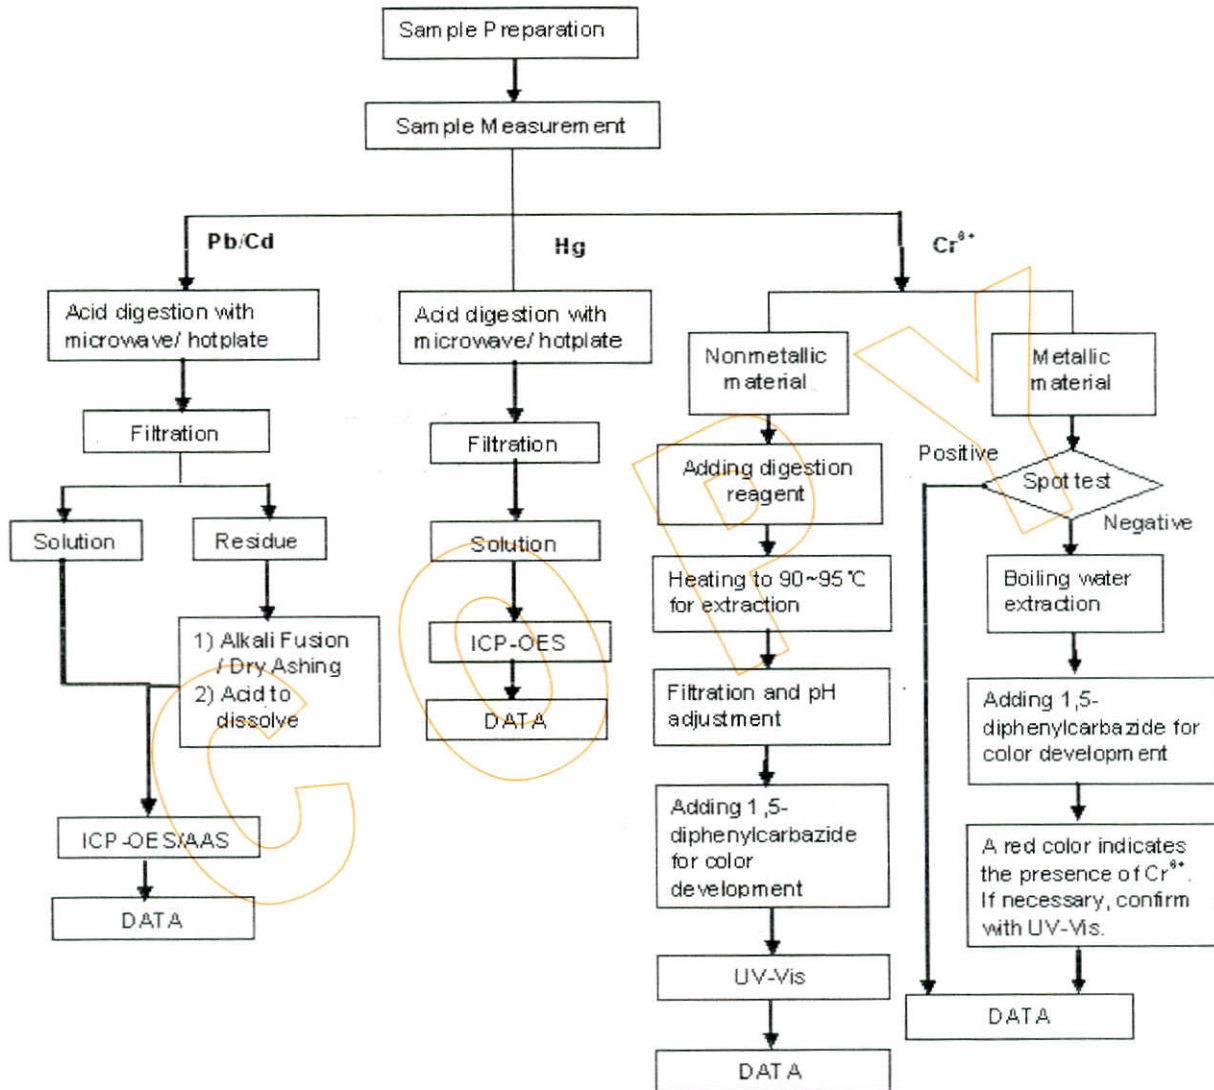 Sample Preparation
Sample Measurement
Pb/Cd
Hg
Cr⁶⁺
Acid digestion with
microwave/ hotplate
Filtration
Solution
Residue
1) Alkali Fusion
/ Dry Ashing
2) Acid to
dissolve
ICP-OES/AAS
DATA
Acid digestion with
microwave/ hotplate
Filtration
Solution
ICP-OES
DATA
Nonmetallic
material
Adding digestion
reagent
Heating to 90~95℃
for extraction
Filtration and pH
adjustment
Adding 1,5-
diphenylcarbazide
for color
development
UV-Vis
DATA
Metallic
material
Positive
Spot test
Negative
Boiling water
extraction
Adding 1,5-
diphenylcarbazide for
color development
A red color indicates
the presence of Cr⁶⁺.
If necessary, confirm
with UV-Vis.
DATA
COPY